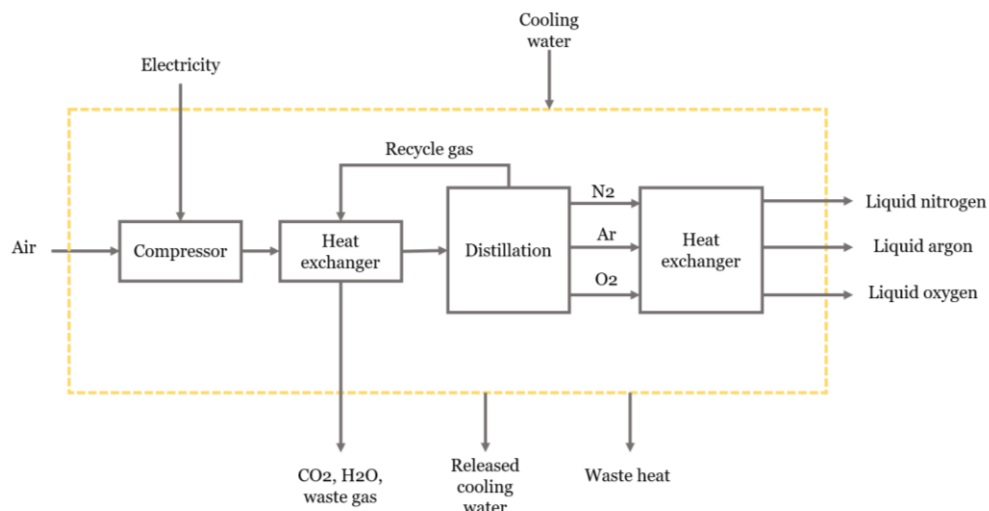 Cooling
water
Electricity
Recycle gas
N2
Liquid nitrogen
Air
Compressor
Heat
exchanger
Distillation
Ar
Heat
exchanger
Liquid argon
O2
Liquid oxygen
CO2, H2O,
waste gas
Released
cooling
water
Waste heat